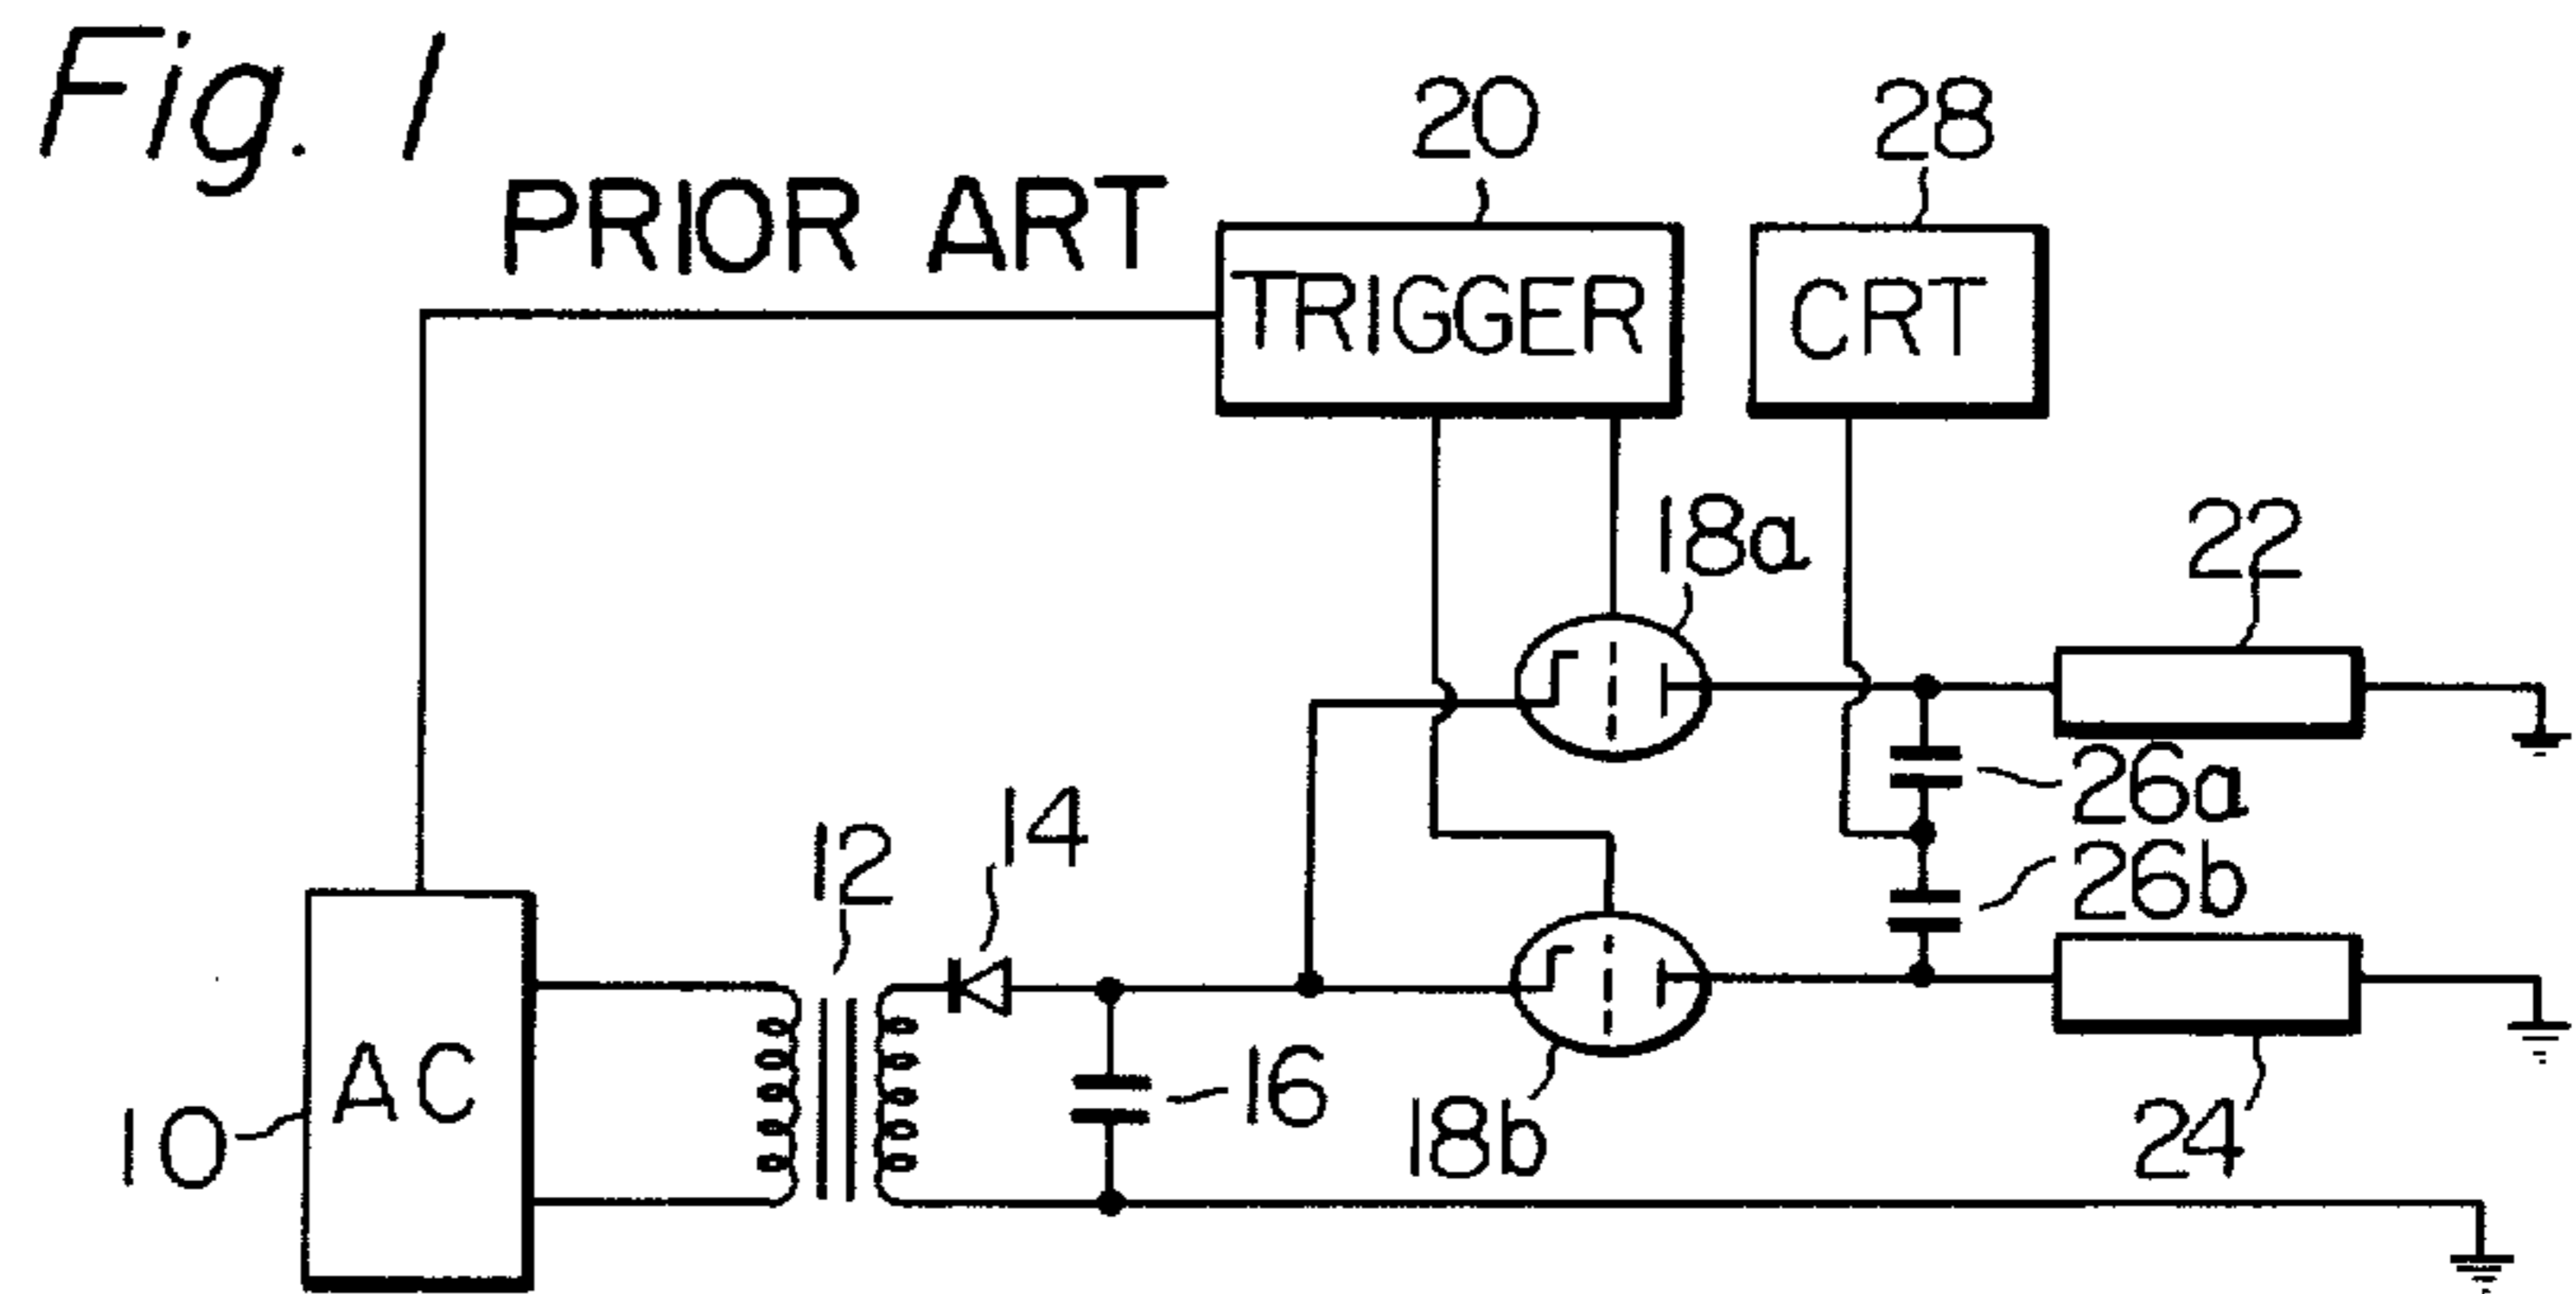 Fig. 1
PRIOR ART
20
28
TRIGGER
CRT
18a
22
26a
12
14
26b
AC
10
16
18b
24